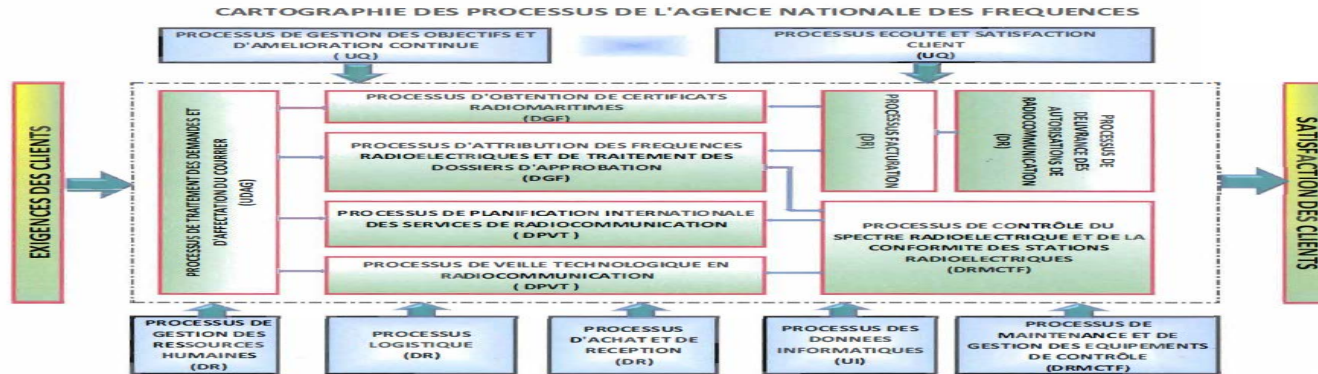 CARTOGRAPHIE DES PROCESSUS DE L'AGENCE NATIONALE DES FREQUENCES
PROCESSUS DE GESTION DES OBJECTIFS ET
D'AMELIORATION CONTINUE
( UQ )
PROCESSUS ECOUTE ET SATISFACTION
CLIENT
(UQ)
EXIGENCES DES CLIENTS
PROCESSUS DE TRAITEMENT DES DEMANDES ET
D'AFFECTATION DU COURRIER
(UDAG)
PROCESSUS D'OBTENTION DE CERTIFICATS
RADIOMARITIMES
(DGF)
PROCESSUS D'ATTRIBUTION DES FREQUENCES
RADIOELECTRIQUES ET DE TRAITEMENT DES
DOSSIERS D'APPROBATION
(DGF)
PROCESSUS DE PLANIFICATION INTERNATIONALE
DES SERVICES DE RADIOCOMMUNICATION
( DPVT )
PROCESSUS DE VEILLE TECHNOLOGIQUE EN
RADIOCOMMUNICATION
( DPVT )
PROCESSUS FACTURATION
(DR)
PROCESSUS DE
DELIVRANCE DES
AUTORISATIONS DE
RADIOCOMMUNICATION
(DR)
PROCESSUS DE CONTRÔLE DU
SPECTRE RADIOELECTRIQUE ET DE LA
CONFORMITE DES STATIONS
RADIOELECTRIQUES
(DRMCTF)
SATISFACTION DES CLIENTS
PROCESSUS DE
GESTION DES
RESSOURCES
HUMAINES
(DR)
PROCESSUS
LOGISTIQUE
(DR)
PROCESSUS
D'ACHAT ET DE
RECEPTION
(DR)
PROCESSUS DES
DONNEES
INFORMATIQUES
(UI)
PROCESSUS DE
MAINTENANCE ET DE
GESTION DES EQUIPEMENTS
DE CONTRÔLE
(DRMCTF)